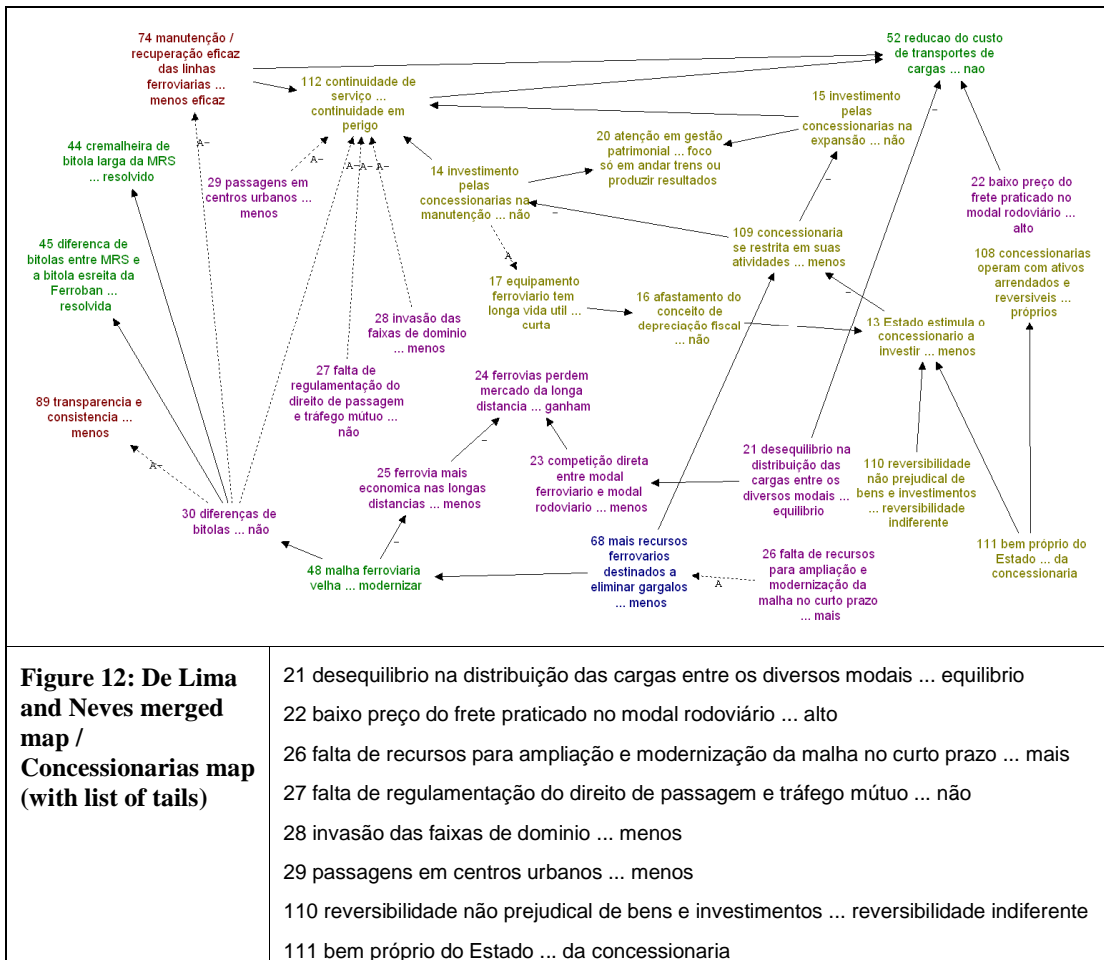 74 manutenção /
recuperação eficaz
das linhas
ferroviarias ...
menos eficaz
52 reducao do custo
de transportes de
cargas ... nao
112 continuidade de
serviço ...
continuidade em
perigo
15 investimento
pelas
concessionarias na
expansão ... não
44 cremalheira de
bitola larga da MRS
... resolvido
20 atenção em gestão
patrimonial ... foco
só em andar trens ou
produzir resultados
29 passagens em
centros urbanos ...
menos
14 investimento
pelas
concessionarias na
manutenção ... não
22 baixo preço do
frete praticado no
modal rodoviário ...
alto
45 diferenca de
bitolas entre MRS e
a bitola esreita da
Ferroban ...
resolvida
109 concessionaria
se restrita em suas
atividades ... menos
108 concessionarias
operam com ativos
arrendados e
reversíveis ...
próprios
17 equipamento
ferroviario tem
longa vida util ...
curta
16 afastamento do
conceito de
depreciação fiscal
... não
28 invasão das
faixas de dominio
... menos
13 Estado estimula o
concessionario a
investir ... menos
27 falta de
regulamentação do
direito de passagem
e tráfego mútuo ...
não
24 ferrovias perdem
mercado da longa
distancia ... ganham
89 transparencia e
consistencia ...
menos
25 ferrovia mais
economica nas longas
distancias ... menos
23 competição direta
entre modal
ferroviario e modal
rodoviario ... menos
21 desequilibrio na
distribuição das
cargas entre os
diversos modais ...
equilibrio
110 reversibilidade
não prejudical de
bens e investimentos
... reversibilidade
indiferente
30 diferenças de
bitolas ... não
48 malha ferroviaria
velha ... modernizar
68 mais recursos
ferrovarios
destinados a
eliminar gargalos
... menos
26 falta de recursos
para ampliação e
modernização da
malha no curto prazo
... mais
111 bem próprio do
Estado ... da
concessionaria
A-
A-
A-
A-
A-
A-
A
A
-
-
-
-
-
-
Figure 12: De Lima
and Neves merged
map /
Concessionarias map
(with list of tails)
21 desequilibrio na distribuição das cargas entre os diversos modais ... equilibrio
22 baixo preço do frete praticado no modal rodoviário ... alto
26 falta de recursos para ampliação e modernização da malha no curto prazo ... mais
27 falta de regulamentação do direito de passagem e tráfego mútuo ... não
28 invasão das faixas de dominio ... menos
29 passagens em centros urbanos ... menos
110 reversibilidade não prejudical de bens e investimentos ... reversibilidade indiferente
111 bem próprio do Estado ... da concessionaria